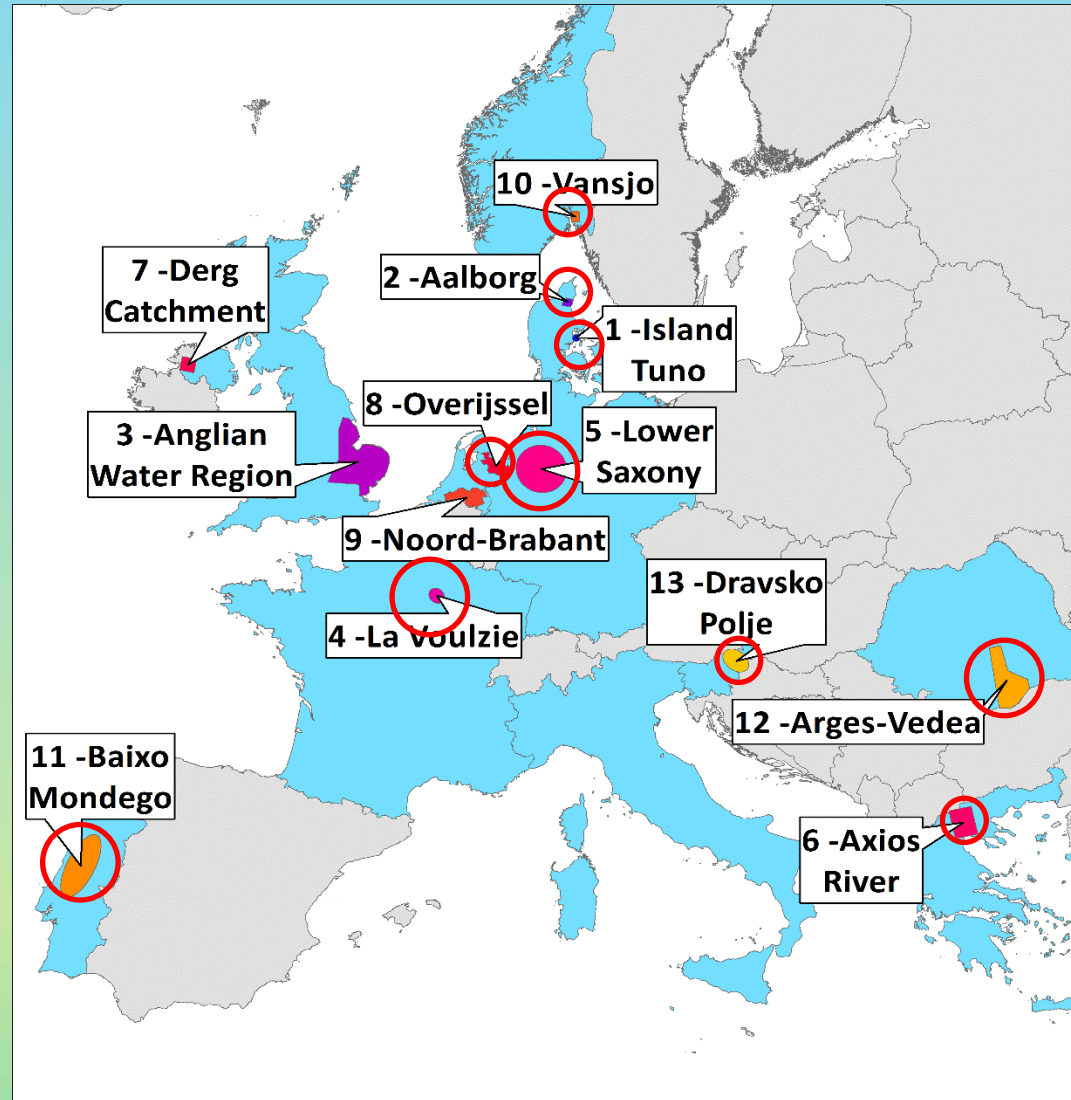 10 -Vansjo
7 -Derg
Catchment
2 -Aalborg
1 -Island
Tuno
8 -Overijssel
3 -Anglian
Water Region
5 -Lower
Saxony
9 -Noord-Brabant
13 -Dravsko
Polje
4 -La Voulzie
12 -Arges-Vedea
11 -Baixo
Mondego
6 -Axios
River